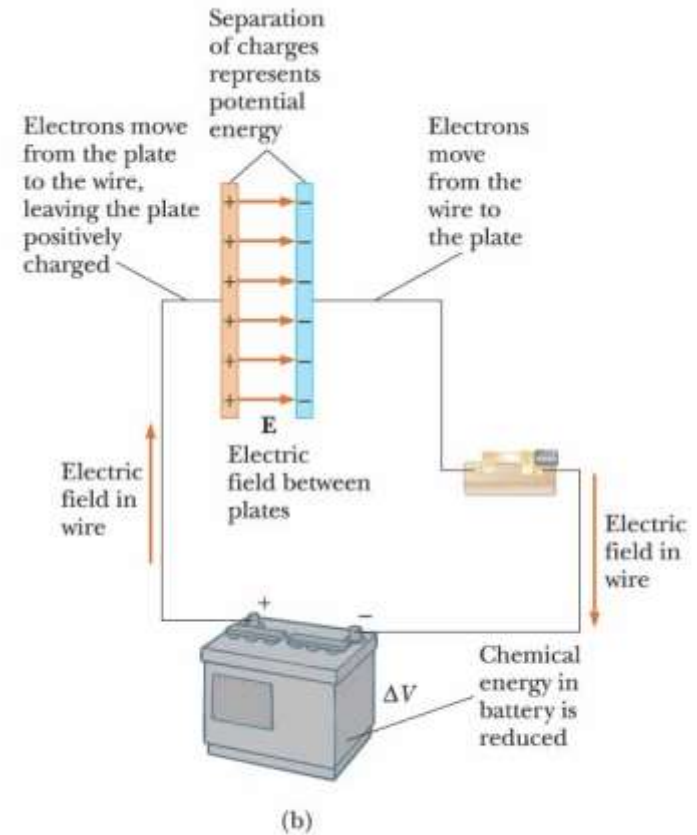 Separation
of charges
represents
potential
energy
Electrons move
from the plate
to the wire,
leaving the plate
positively
charged
Electrons
move
from the
wire to
the plate
+ −
+ −
+ −
+ −
+ −
+ −
E
Electric
field between
plates
Electric
field in
wire
Electric
field in
wire
+ −
ΔV
Chemical
energy in
battery is
reduced
(b)